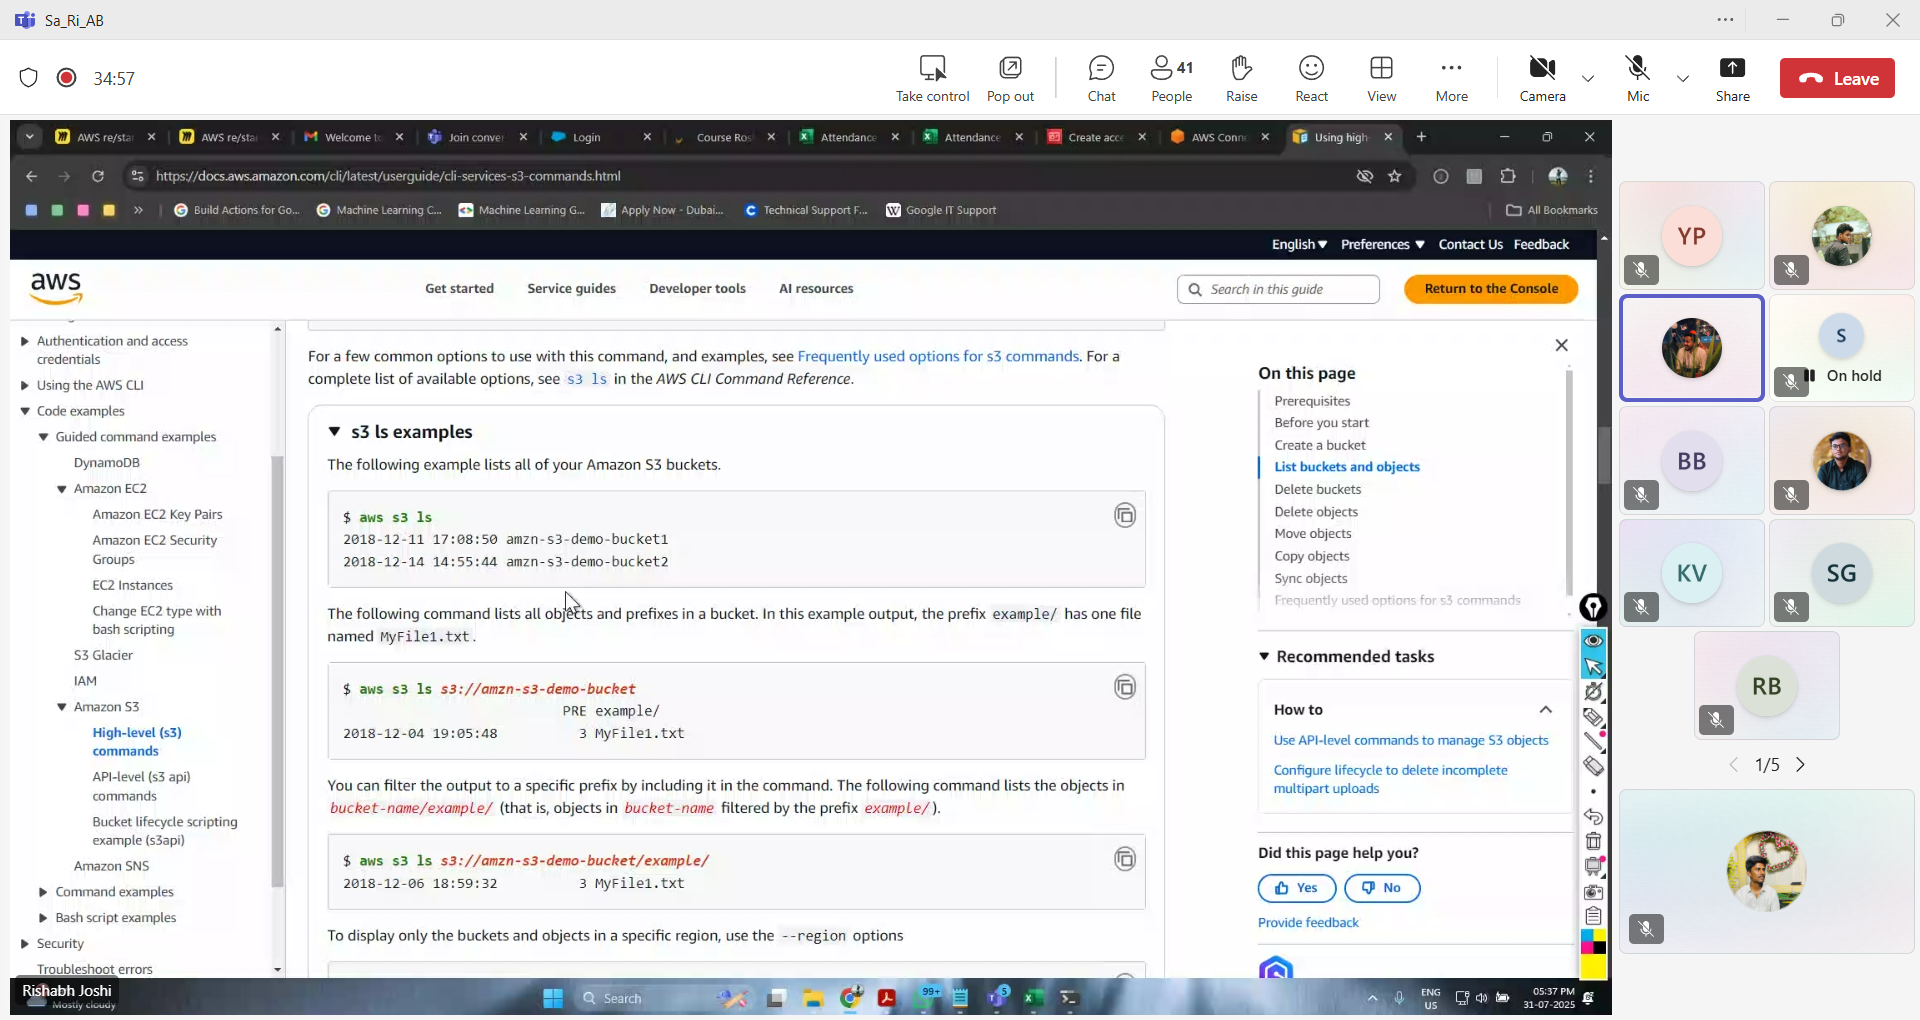 Sa_Ri_AB
34:57
Take control
Pop out
Chat
41
People
Raise
React
View
More
Camera
Mic
Share
Leave
AWS re/sta
AWS re/sta
Welcome to
Join conve
Login
Course Ros
Attendance
Attendance
Create acce
AWS Conn
Using high-
https://docs.aws.amazon.com/cli/latest/userguide/cli-services-s3-commands.html
Build Actions for Go...
Machine Learning C...
Machine Learning G...
Apply Now - Dubai...
Technical Support F...
Google IT Support
All Bookmarks
English
Preferences
Contact Us
Feedback
aws
Get started
Service guides
Developer tools
AI resources
Search in this guide
Return to the Console
Authentication and access
credentials
Using the AWS CLI
Code examples
Guided command examples
DynamoDB
Amazon EC2
Amazon EC2 Key Pairs
Amazon EC2 Security
Groups
EC2 Instances
Change EC2 type with
bash scripting
S3 Glacier
IAM
Amazon S3
High-level (s3)
commands
API-level (s3 api)
commands
Bucket lifecycle scripting
example (s3api)
Amazon SNS
Command examples
Bash script examples
Security
Troubleshoot errors
For a few common options to use with this command, and examples, see Frequently used options for s3 commands. For a
complete list of available options, see s3 ls in the AWS CLI Command Reference.
s3 ls examples
The following example lists all of your Amazon S3 buckets.
$ aws s3 ls
2018-12-11 17:08:50 amzn-s3-demo-bucket1
2018-12-14 14:55:44 amzn-s3-demo-bucket2
The following command lists all objects and prefixes in a bucket. In this example output, the prefix example/ has one file
named MyFile1.txt.
$ aws s3 ls s3://amzn-s3-demo-bucket
PRE example/
2018-12-04 19:05:48 3 MyFile1.txt
You can filter the output to a specific prefix by including it in the command. The following command lists the objects in
bucket-name/example/ (that is, objects in bucket-name filtered by the prefix example/).
$ aws s3 ls s3://amzn-s3-demo-bucket/example/
2018-12-06 18:59:32 3 MyFile1.txt
To display only the buckets and objects in a specific region, use the --region options
On this page
Prerequisites
Before you start
Create a bucket
List buckets and objects
Delete buckets
Delete objects
Move objects
Copy objects
Sync objects
Frequently used options for s3 commands
Recommended tasks
How to
Use API-level commands to manage S3 objects
Configure lifecycle to delete incomplete
multipart uploads
Did this page help you?
Yes
No
Provide feedback
YP
S
On hold
BB
KV
SG
RB
1/5
Rishabh Joshi
Mostly cloudy
Search
99+
5
ENG
US
05:37 PM
31-07-2025